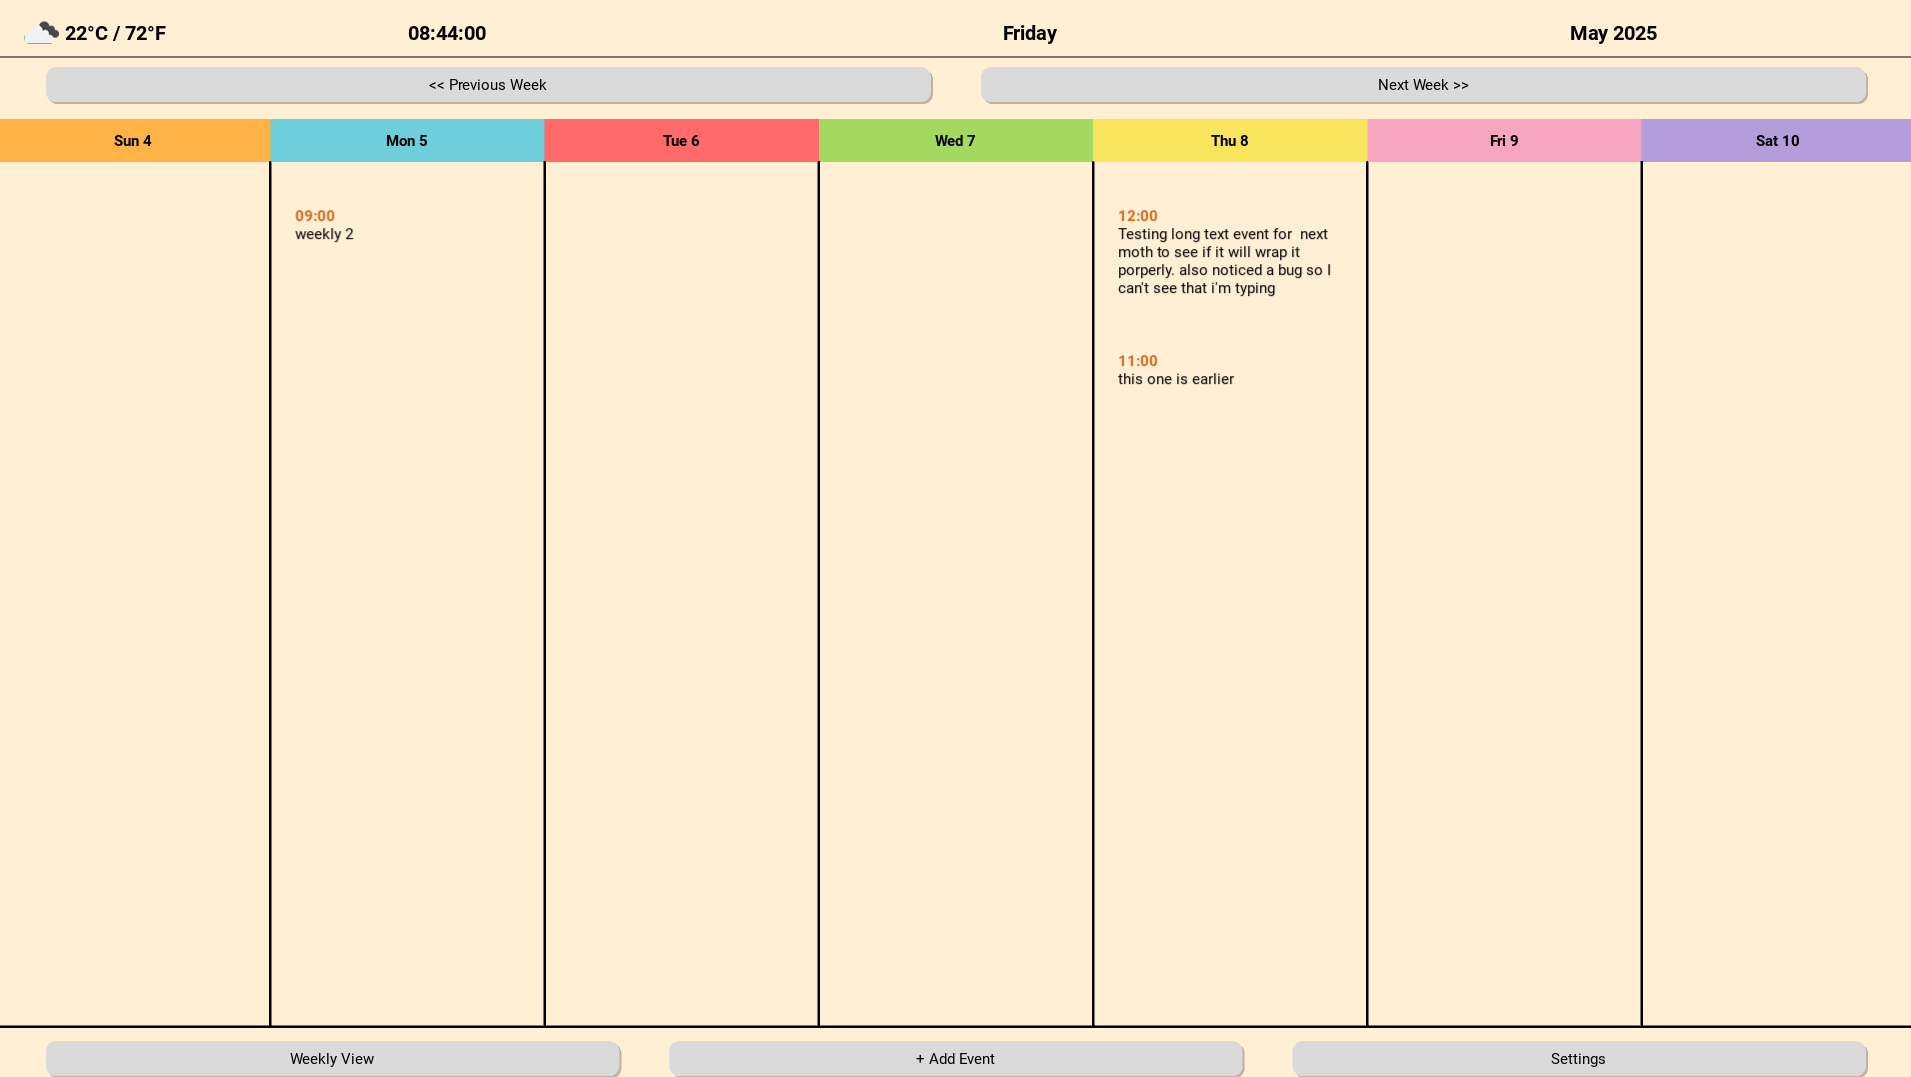 22°C / 72°F
08:44:00
Friday
May 2025
<< Previous Week
Next Week >>
Sun 4
Mon 5
Tue 6
Wed 7
Thu 8
Fri 9
Sat 10
09:00
weekly 2
12:00
Testing long text event for  next
moth to see if it will wrap it
porperly. also noticed a bug so I
can't see that i'm typing
11:00
this one is earlier
Weekly View
+ Add Event
Settings